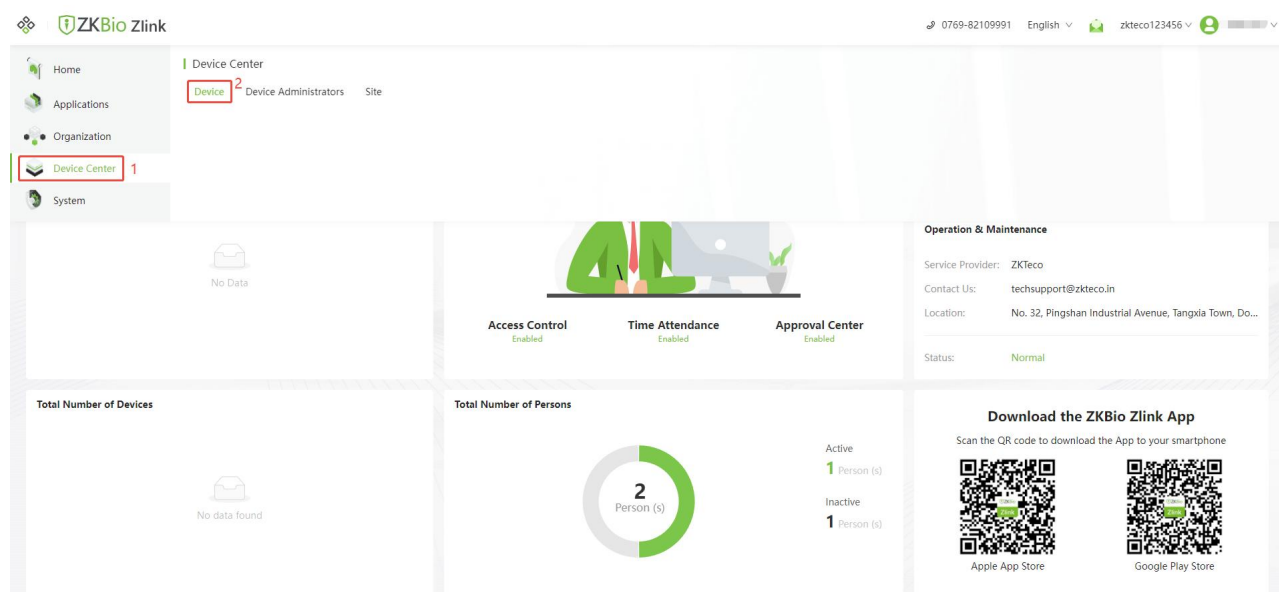 ZKBio Zlink
0769-82109991 English zkteco123456
Home
Applications
Organization
Device Center 1
System
Device Center
Device 2 Device Administrators Site
No Data
Access Control Time Attendance Approval Center
Enabled Enabled Enabled
Operation & Maintenance
Service Provider: ZKTeco
Contact Us: techsupport@zkteco.in
Location: No. 32, Pingshan Industrial Avenue, Tangxia Town, Do...
Status: Normal
Total Number of Devices
No data found
Total Number of Persons
2
Person (s)
Active
1 Person (s)
Inactive
1 Person (s)
Download the ZKBio Zlink App
Scan the QR code to download the App to your smartphone
Zlink Zlink
Apple App Store Google Play Store